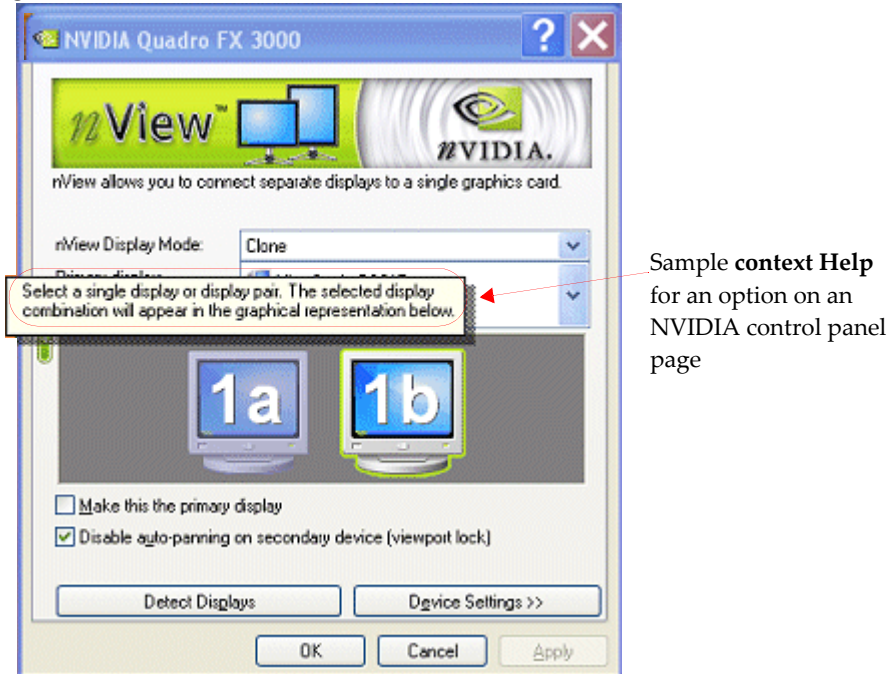 NVIDIA Quadro FX 3000
?
nView™
nVIDIA.
nView allows you to connect separate displays to a single graphics card.
nView Display Mode:
Clone
Select a single display or display pair. The selected display
combination will appear in the graphical representation below.
Sample context Help
for an option on an
NVIDIA control panel
page
1a
1b
Make this the primary display
Disable auto-panning on secondary device (viewport lock)
Detect Displays
Device Settings >>
OK
Cancel
Apply